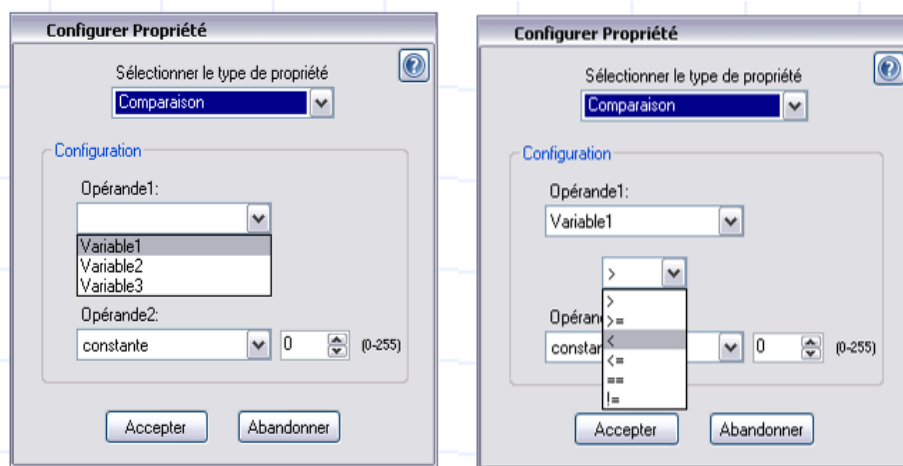 Configurer Propriété
Sélectionner le type de propriété
Comparaison
Configuration
Opérande1:
Variable1
Variable2
Variable3
Opérande2:
constante 0 (0-255)
Accepter Abandonner
Configurer Propriété
Sélectionner le type de propriété
Comparaison
Configuration
Opérande1:
Variable1
>
>
>=
<
<=
==
!=
Opéran
constan 0 (0-255)
Accepter Abandonner